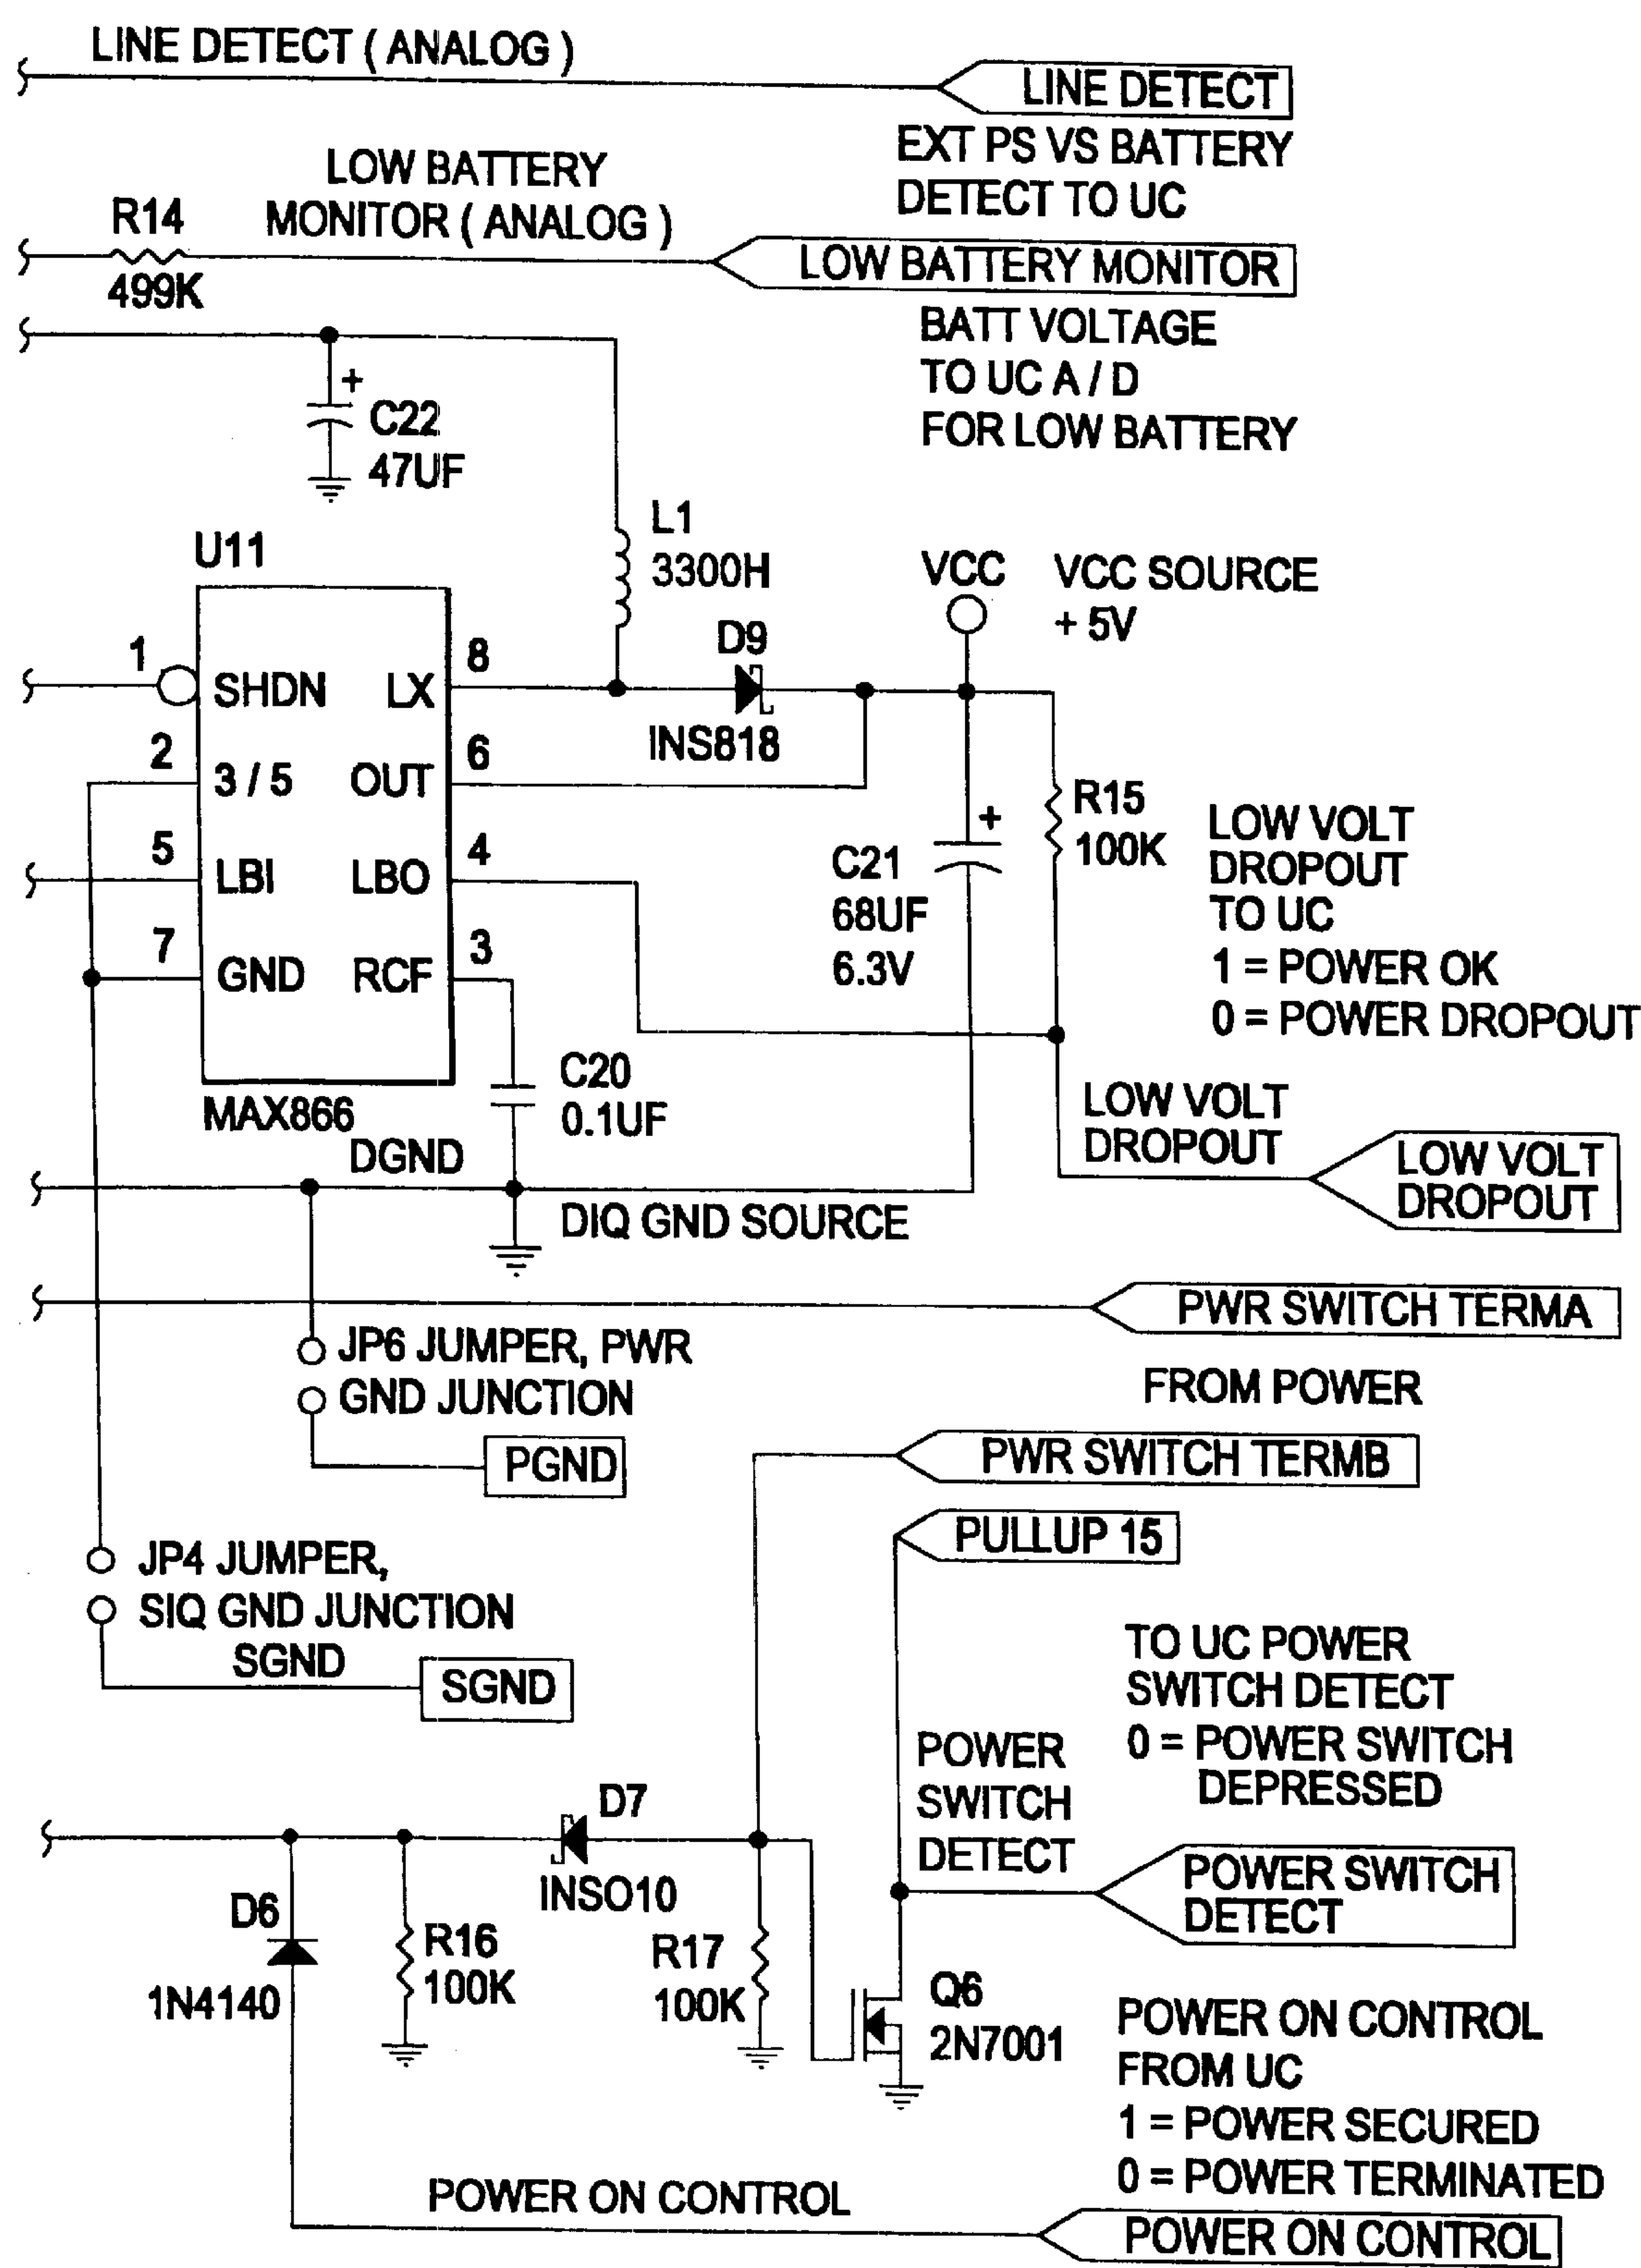 LINE DETECT ( ANALOG )
LINE DETECT
EXT PS VS BATTERY
DETECT TO UC
LOW BATTERY
MONITOR ( ANALOG )
R14
499K
LOW BATTERY MONITOR
BATT VOLTAGE
TO UC A / D
FOR LOW BATTERY
+
C22
47UF
L1
3300H
U11
VCC
VCC SOURCE
+ 5V
D9
INS818
1
SHDN
LX
8
2
3 / 5
OUT
6
5
LBI
LBO
4
7
GND
RCF
3
MAX866
+
C21
68UF
6.3V
R15
100K
LOW VOLT
DROPOUT
TO UC
1 = POWER OK
0 = POWER DROPOUT
C20
0.1UF
LOW VOLT
DROPOUT
LOW VOLT
DROPOUT
DGND
DIQ GND SOURCE
PWR SWITCH TERMA
JP6 JUMPER, PWR
GND JUNCTION
PGND
FROM POWER
PWR SWITCH TERMB
PULLUP 15
JP4 JUMPER,
SIQ GND JUNCTION
SGND
SGND
TO UC POWER
SWITCH DETECT
0 = POWER SWITCH
DEPRESSED
POWER
SWITCH
DETECT
POWER SWITCH
DETECT
D7
INSO10
D6
1N4140
R16
100K
R17
100K
Q6
2N7001
POWER ON CONTROL
FROM UC
1 = POWER SECURED
0 = POWER TERMINATED
POWER ON CONTROL
POWER ON CONTROL